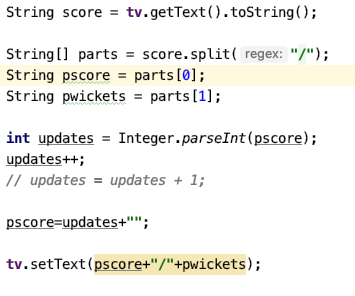 String score = tv.getText().toString();
String[] parts = score.split( regex: "/");
String pscore = parts[0];
String pwickets = parts[1];
int updates = Integer.parseInt(pscore);
updates++;
// updates = updates + 1;
pscore=updates+"";
tv.setText(pscore+"/"+pwickets);